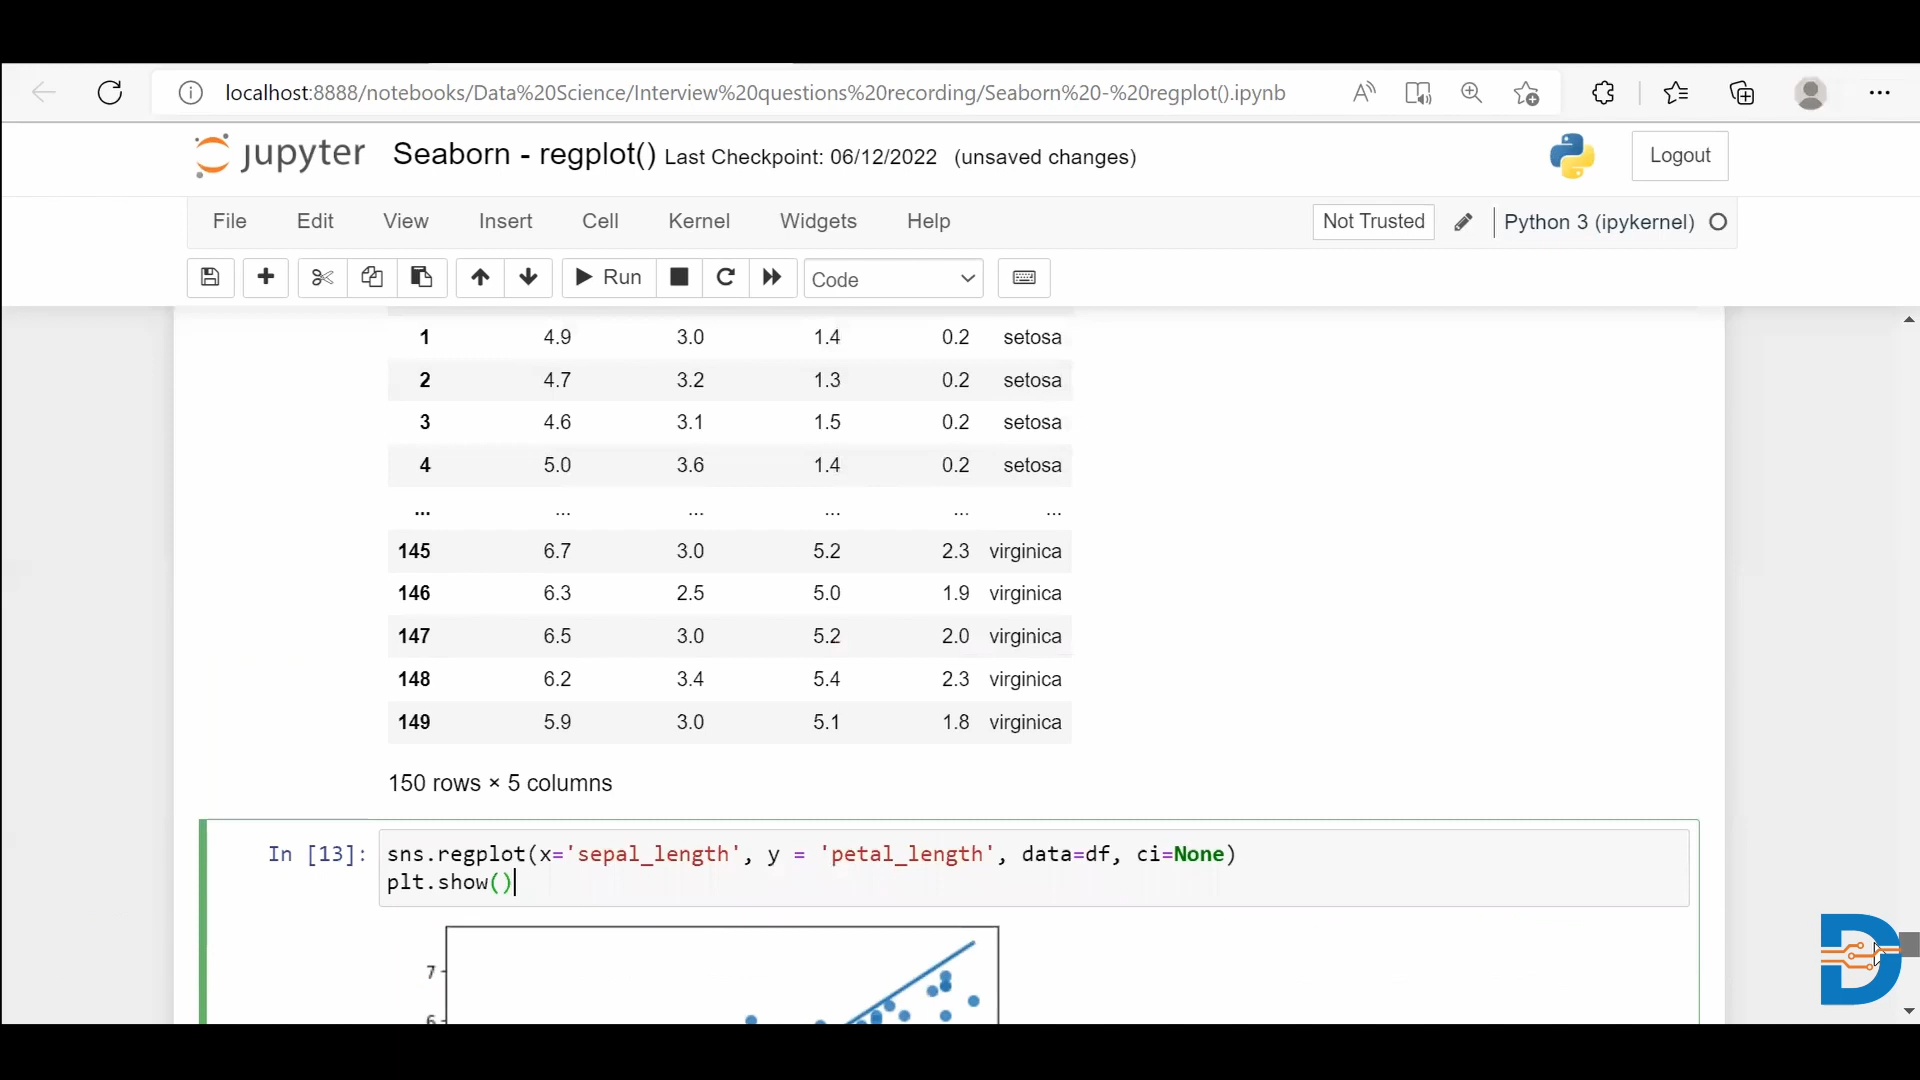 localhost:8888/notebooks/Data%20Science/Interview%20questions%20recording/Seaborn%20-%20regplot().ipynb
jupyter Seaborn - regplot() Last Checkpoint: 06/12/2022 (unsaved changes)
Logout
File Edit View Insert Cell Kernel Widgets Help
Not Trusted Python 3 (ipykernel)
Run Code
1 4.9 3.0 1.4 0.2 setosa
2 4.7 3.2 1.3 0.2 setosa
3 4.6 3.1 1.5 0.2 setosa
4 5.0 3.6 1.4 0.2 setosa
... ... ... ... ... ...
145 6.7 3.0 5.2 2.3 virginica
146 6.3 2.5 5.0 1.9 virginica
147 6.5 3.0 5.2 2.0 virginica
148 6.2 3.4 5.4 2.3 virginica
149 5.9 3.0 5.1 1.8 virginica
150 rows × 5 columns
In [13]: sns.regplot(x='sepal_length', y = 'petal_length', data=df, ci=None)
plt.show()
7
6